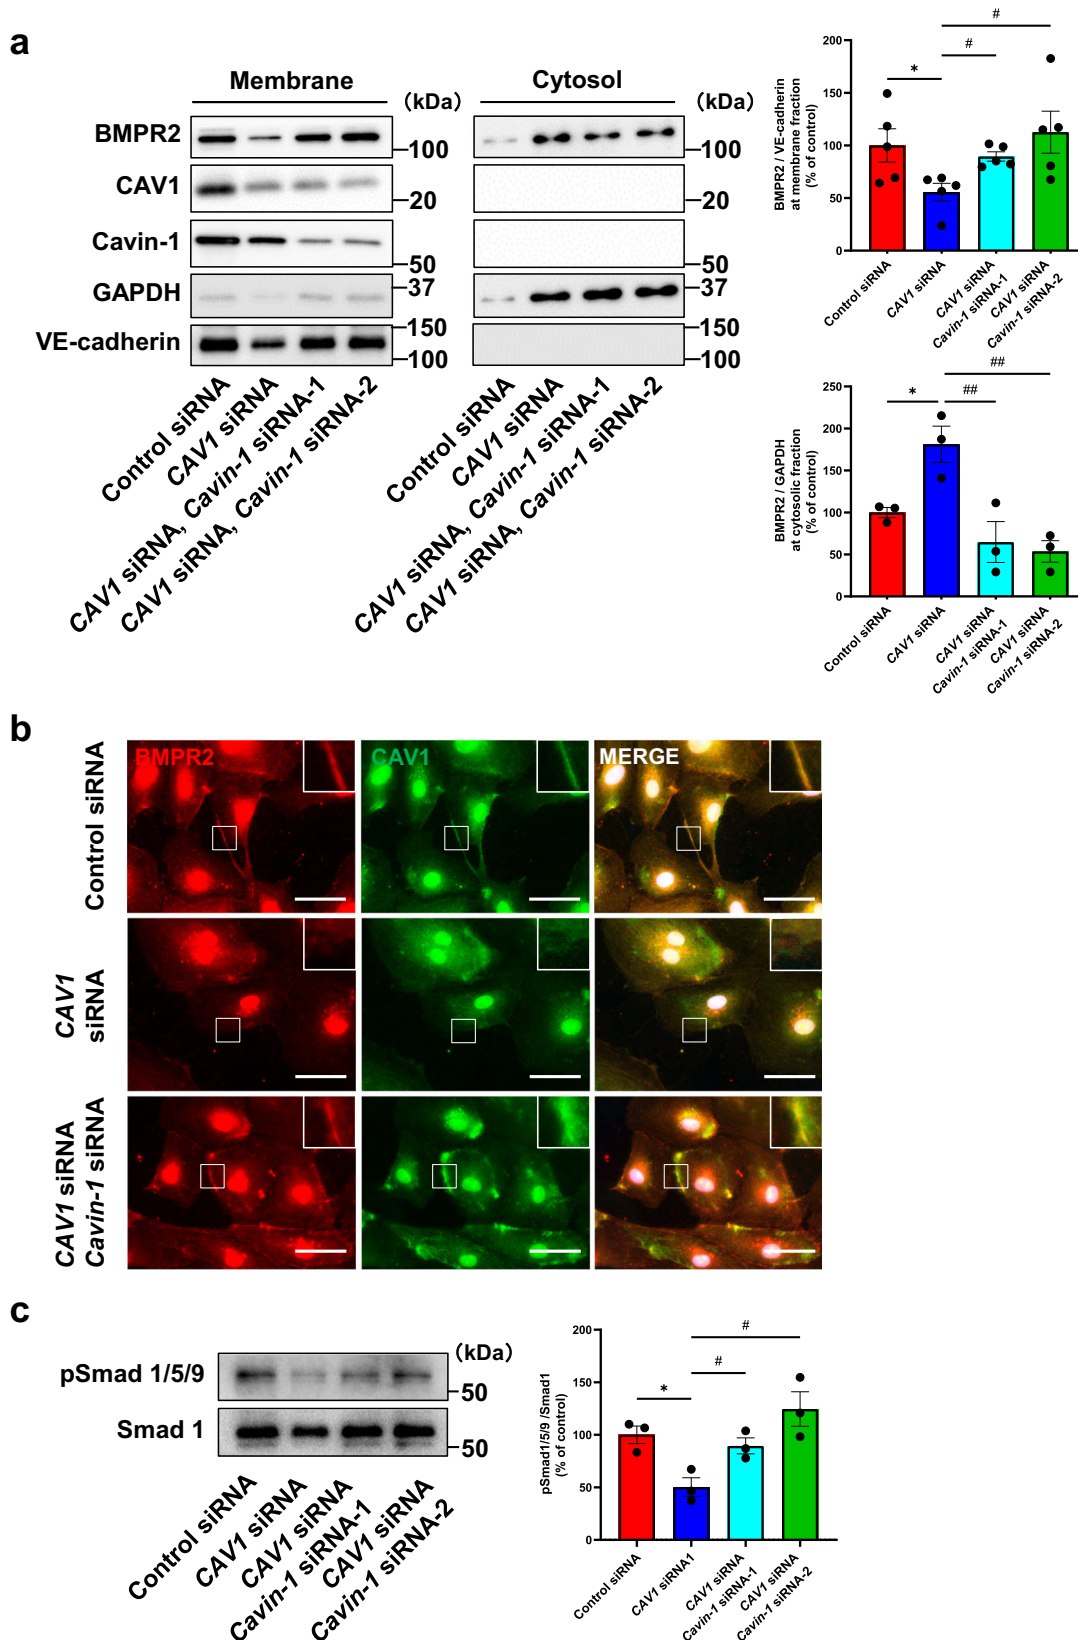 a
Membrane
Cytosol
(kDa)
(kDa)
BMPR2
100
100
CAV1
20
20
Cavin-1
50
50
GAPDH
37
37
VE-cadherin
150
100
150
100
Control siRNA
CAV1 siRNA
CAV1 siRNA, Cavin-1 siRNA-1
CAV1 siRNA, Cavin-1 siRNA-2
Control siRNA
CAV1 siRNA
CAV1 siRNA, Cavin-1 siRNA-1
CAV1 siRNA, Cavin-1 siRNA-2
BMPR2 / VE-cadherin
at membrane fraction
(% of control)
200
150
100
50
0
*
#
#
Control siRNA
CAV1 siRNA
CAV1 siRNA
Cavin-1 siRNA-1
CAV1 siRNA
Cavin-1 siRNA-2
BMPR2 / GAPDH
at cytosolic fraction
(% of control)
250
200
150
100
50
0
*
##
##
Control siRNA
CAV1 siRNA
CAV1 siRNA
Cavin-1 siRNA-1
CAV1 siRNA
Cavin-1 siRNA-2
b
BMPR2
CAV1
MERGE
Control siRNA
CAV1
siRNA
CAV1 siRNA
Cavin-1 siRNA
c
(kDa)
pSmad 1/5/9
50
Smad 1
50
Control siRNA
CAV1 siRNA
CAV1 siRNA
Cavin-1 siRNA-1
CAV1 siRNA
Cavin-1 siRNA-2
pSmad1/5/9 /Smad1
(% of control)
200
150
100
50
0
*
#
#
Control siRNA
CAV1 siRNA1
CAV1 siRNA
Cavin-1 siRNA-1
CAV1 siRNA
Cavin-1 siRNA-2